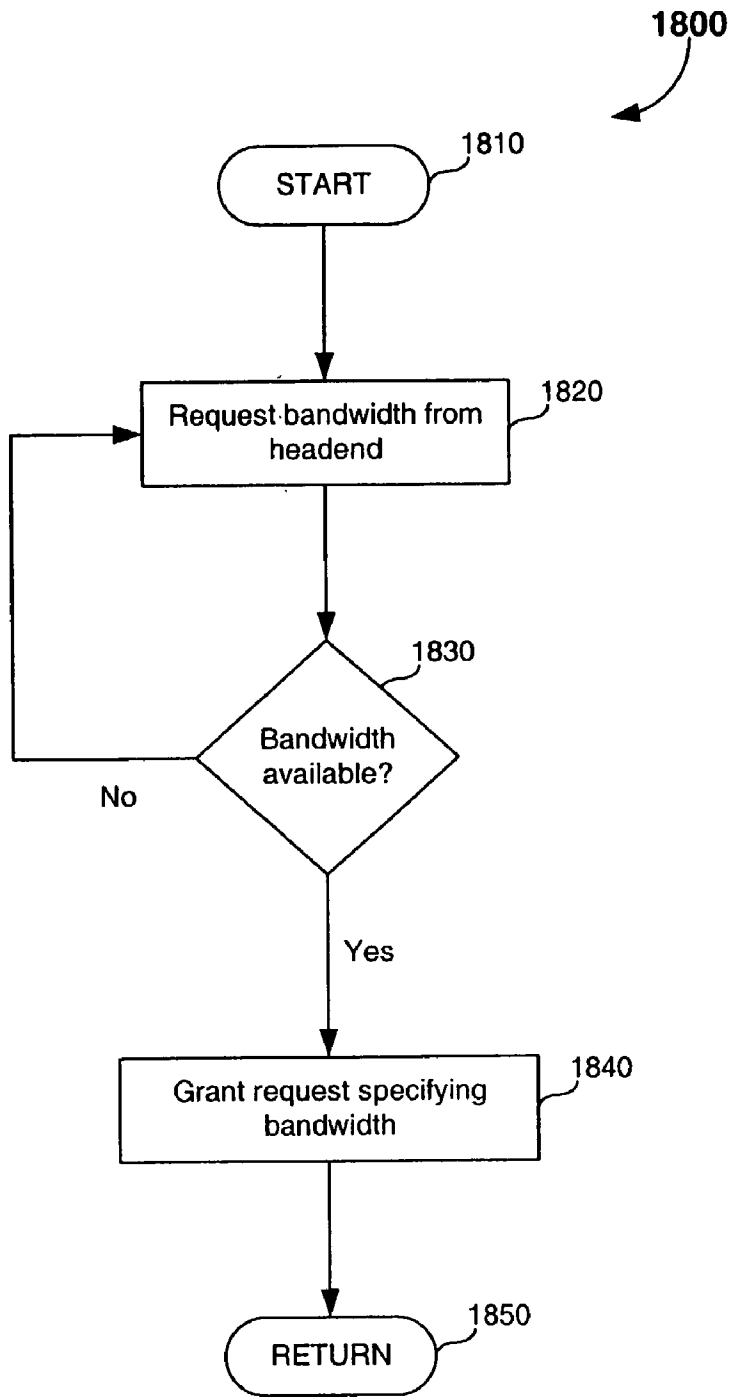 1800
1810
START
1820
Request bandwidth from
headend
1830
Bandwidth
available?
No
Yes
1840
Grant request specifying
bandwidth
1850
RETURN